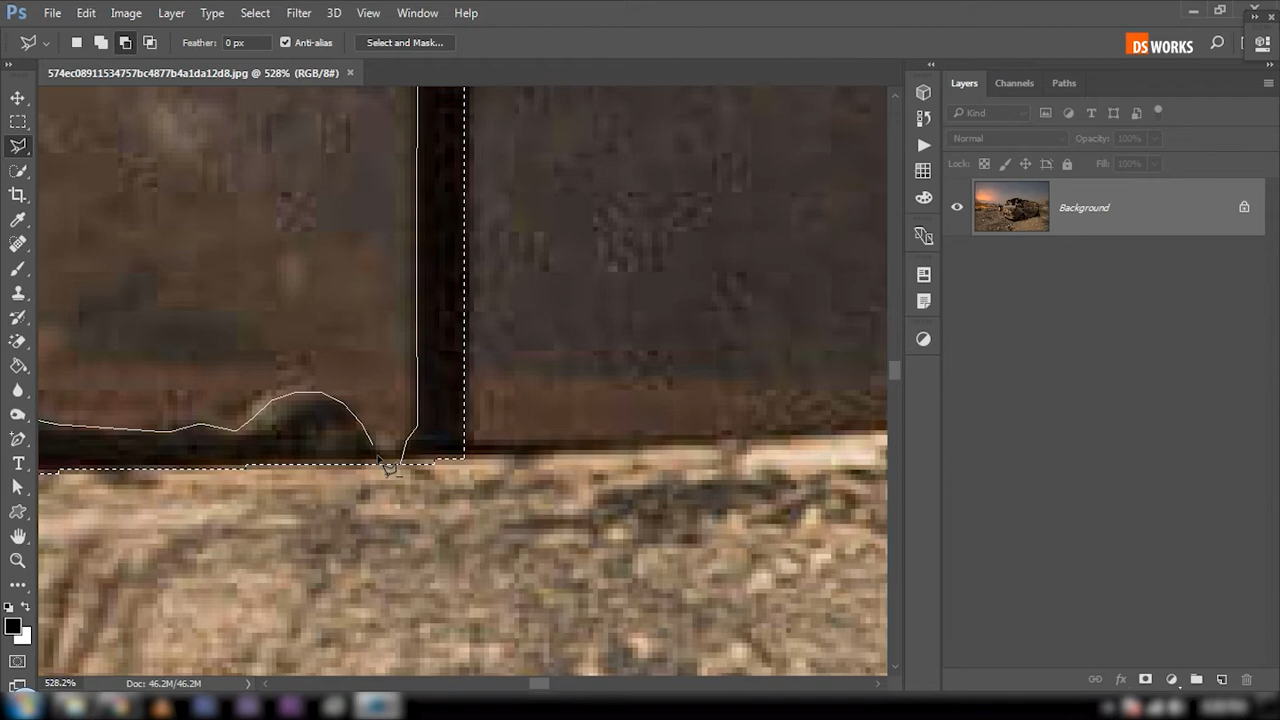 Ps File Edit Image Layer Type Select Filter 3D View Window Help
Feather: 0 px Anti-alias Select and Mask...
DS WORKS
574ec08911534757bc4877b4a1da12d8.jpg @ 528% (RGB/8#) ×
Layers Channels Paths
Kind
Normal Opacity: 100%
Lock: Fill: 100%
Background
528.2% Doc: 46.2M/46.2M